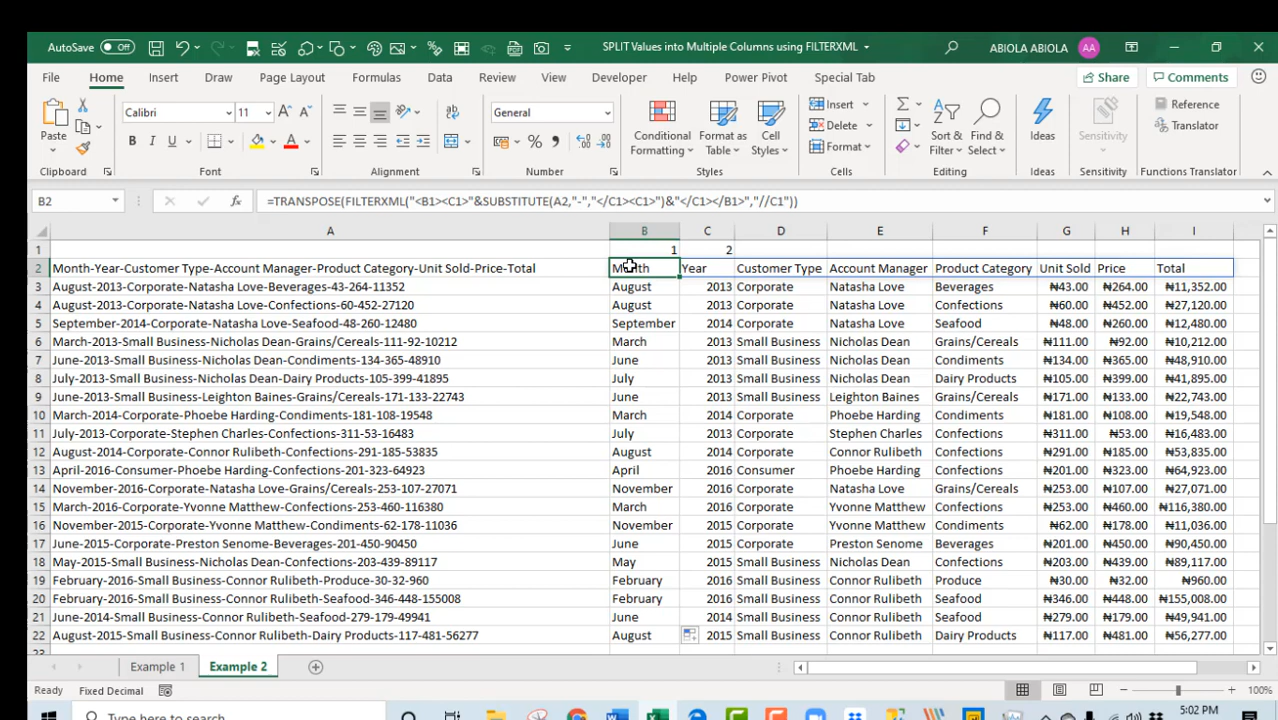 AutoSave Off SPLIT Values into Multiple Columns using FILTERXML ABIOLA ABIOLA AA
File Home Insert Draw Page Layout Formulas Data Review View Developer Help Power Pivot Special Tab Share Comments
Calibri 11 General Insert Reference
Paste B I U A Conditional Formatting Format as Table Cell Styles Delete Format Sort & Filter Find & Select Ideas Sensitivity Translator
Clipboard Font Alignment Number Styles Cells Editing Ideas Sensitivity Functions Translator
B2 fx =TRANSPOSE(FILTERXML("<B1><C1>"&SUBSTITUTE(A2,"-","</C1><C1>")&"</C1></B1>","//C1"))
A B C D E F G H I
1 1 2
2 Month-Year-Customer Type-Account Manager-Product Category-Unit Sold-Price-Total Month Year Customer Type Account Manager Product Category Unit Sold Price Total
3 August-2013-Corporate-Natasha Love-Beverages-43-264-11352 August 2013 Corporate Natasha Love Beverages ₦43.00 ₦264.00 ₦11,352.00
4 August-2013-Corporate-Natasha Love-Confections-60-452-27120 August 2013 Corporate Natasha Love Confections ₦60.00 ₦452.00 ₦27,120.00
5 September-2014-Corporate-Natasha Love-Seafood-48-260-12480 September 2014 Corporate Natasha Love Seafood ₦48.00 ₦260.00 ₦12,480.00
6 March-2013-Small Business-Nicholas Dean-Grains/Cereals-111-92-10212 March 2013 Small Business Nicholas Dean Grains/Cereals ₦111.00 ₦92.00 ₦10,212.00
7 June-2013-Small Business-Nicholas Dean-Condiments-134-365-48910 June 2013 Small Business Nicholas Dean Condiments ₦134.00 ₦365.00 ₦48,910.00
8 July-2013-Small Business-Nicholas Dean-Dairy Products-105-399-41895 July 2013 Small Business Nicholas Dean Dairy Products ₦105.00 ₦399.00 ₦41,895.00
9 June-2013-Small Business-Leighton Baines-Grains/Cereals-171-133-22743 June 2013 Small Business Leighton Baines Grains/Cereals ₦171.00 ₦133.00 ₦22,743.00
10 March-2014-Corporate-Phoebe Harding-Condiments-181-108-19548 March 2014 Corporate Phoebe Harding Condiments ₦181.00 ₦108.00 ₦19,548.00
11 July-2013-Corporate-Stephen Charles-Confections-311-53-16483 July 2013 Corporate Stephen Charles Confections ₦311.00 ₦53.00 ₦16,483.00
12 August-2014-Corporate-Connor Rulibeth-Confections-291-185-53835 August 2014 Corporate Connor Rulibeth Confections ₦291.00 ₦185.00 ₦53,835.00
13 April-2016-Consumer-Phoebe Harding-Confections-201-323-64923 April 2016 Consumer Phoebe Harding Confections ₦201.00 ₦323.00 ₦64,923.00
14 November-2016-Corporate-Natasha Love-Grains/Cereals-253-107-27071 November 2016 Corporate Natasha Love Grains/Cereals ₦253.00 ₦107.00 ₦27,071.00
15 March-2016-Corporate-Yvonne Matthew-Confections-253-460-116380 March 2016 Corporate Yvonne Matthew Confections ₦253.00 ₦460.00 ₦116,380.00
16 November-2015-Corporate-Yvonne Matthew-Condiments-62-178-11036 November 2015 Corporate Yvonne Matthew Condiments ₦62.00 ₦178.00 ₦11,036.00
17 June-2015-Corporate-Preston Senome-Beverages-201-450-90450 June 2015 Corporate Preston Senome Beverages ₦201.00 ₦450.00 ₦90,450.00
18 May-2015-Small Business-Nicholas Dean-Confections-203-439-89117 May 2015 Small Business Nicholas Dean Confections ₦203.00 ₦439.00 ₦89,117.00
19 February-2016-Small Business-Connor Rulibeth-Produce-30-32-960 February 2016 Small Business Connor Rulibeth Produce ₦30.00 ₦32.00 ₦960.00
20 February-2016-Small Business-Connor Rulibeth-Seafood-346-448-155008 February 2016 Small Business Connor Rulibeth Seafood ₦346.00 ₦448.00 ₦155,008.00
21 June-2014-Small Business-Connor Rulibeth-Seafood-279-179-49941 June 2014 Small Business Connor Rulibeth Seafood ₦279.00 ₦179.00 ₦49,941.00
22 August-2015-Small Business-Connor Rulibeth-Dairy Products-117-481-56277 August 2015 Small Business Connor Rulibeth Dairy Products ₦117.00 ₦481.00 ₦56,277.00
Example 1 Example 2
Ready Fixed Decimal 100%
Type here to search 5:02 PM